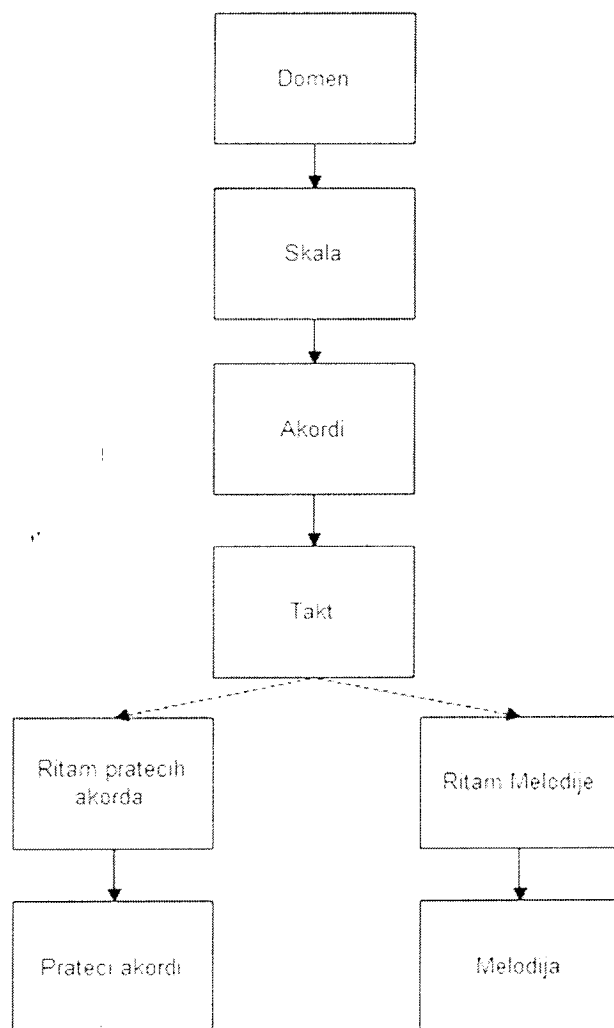 Domen
Skala
Akordi
Takt
Ritam pratecih
akorda
Ritam Melodije
Prateci akordi
Melodija